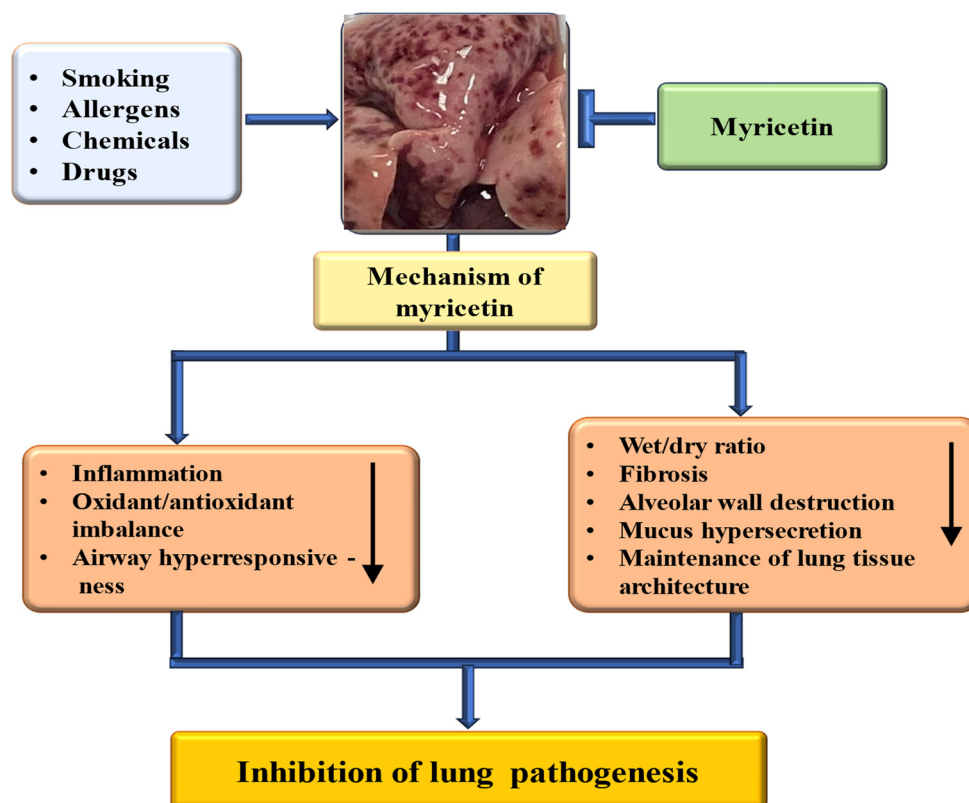 • Smoking
• Allergens
• Chemicals
• Drugs
Myricetin
Mechanism of
myricetin
• Inflammation
• Oxidant/antioxidant
imbalance
• Airway hyperresponsive -
ness
• Wet/dry ratio
• Fibrosis
• Alveolar wall destruction
• Mucus hypersecretion
• Maintenance of lung tissue
architecture
Inhibition of lung pathogenesis